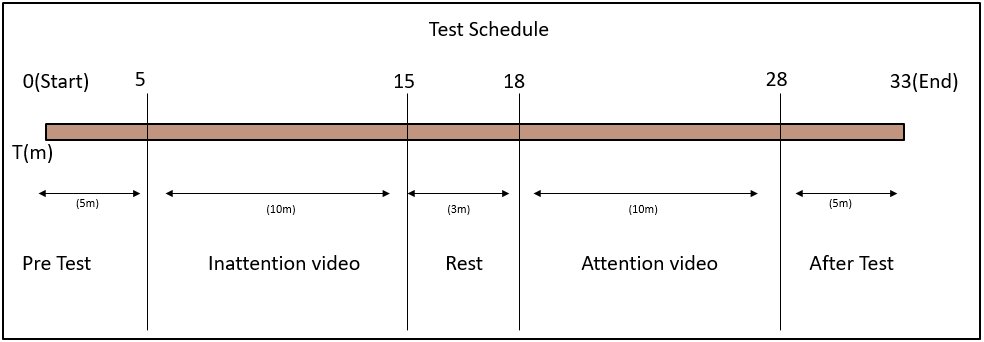 Test Schedule
0(Start) 5 15 18 28 33(End)
T(m)
(5m) (10m) (3m) (10m) (5m)
Pre Test Inattention video Rest Attention video After Test